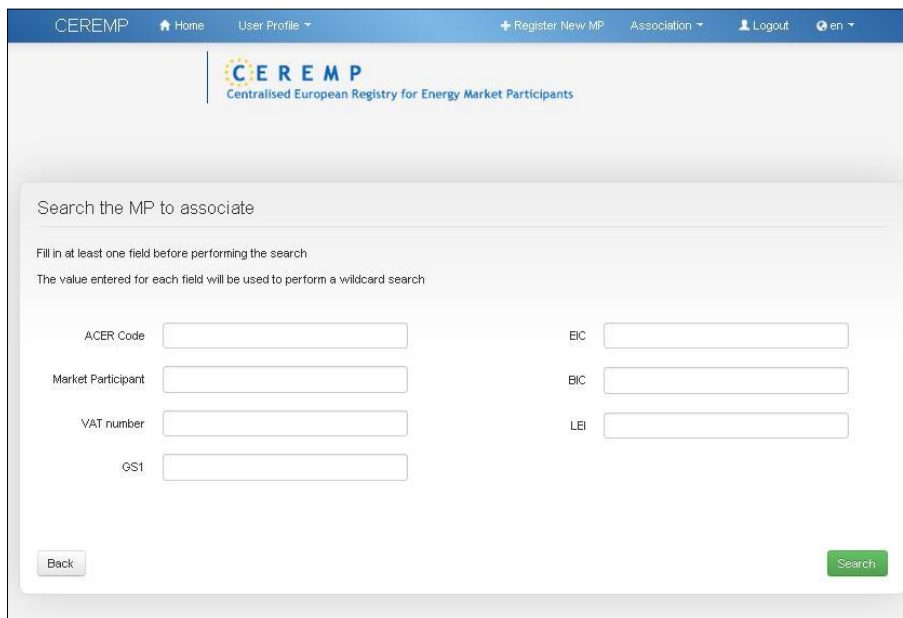 CEREMP Home User Profile Register New MP Association Logout en
CEREMP
Centralised European Registry for Energy Market Participants
Search the MP to associate
Fill in at least one field before performing the search
The value entered for each field will be used to perform a wildcard search
ACER Code EIC
Market Participant BIC
VAT number LEI
GS1
Back Search